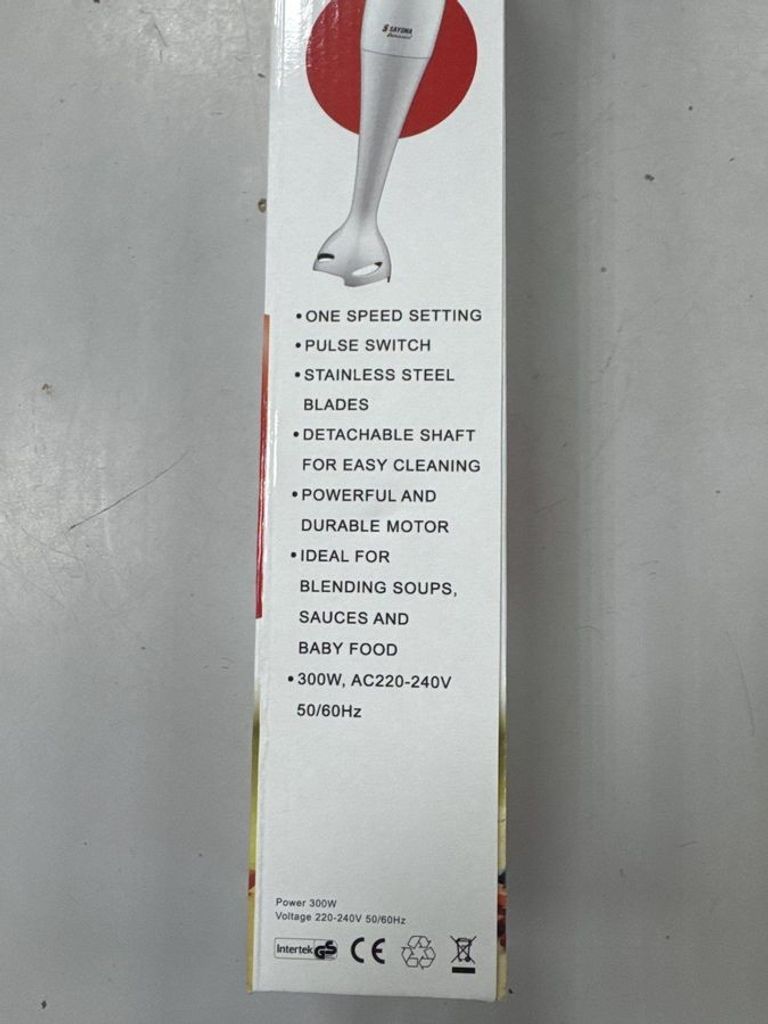 SAYONA
• ONE SPEED SETTING
• PULSE SWITCH
• STAINLESS STEEL
BLADES
• DETACHABLE SHAFT
FOR EASY CLEANING
• POWERFUL AND
DURABLE MOTOR
• IDEAL FOR
BLENDING SOUPS,
SAUCES AND
BABY FOOD
• 300W, AC220-240V
50/60Hz
Power 300W
Voltage 220-240V 50/60Hz
Intertek GS CE